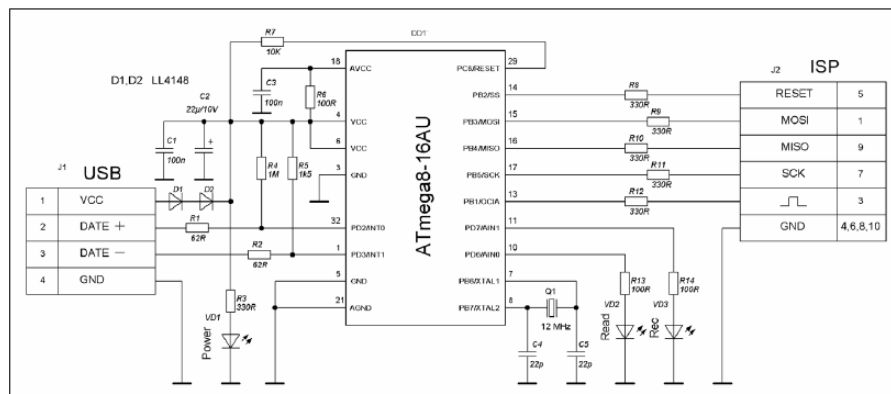 R7
10K
DD1
D1,D2 LL4148
C2
22µ/10V
C1
100n
C3
100n
R6
100R
R4
1M
R5
1k5
J1
USB
1 VCC
2 DATE +
3 DATE −
4 GND
D1
D2
R1
62R
R2
62R
R3
330R
VD1
Power
ATmega8-16AU
18 AVCC
4 VCC
6 VCC
3 GND
32 PD2/INT0
1 PD3/INT1
5 GND
21 AGND
PC6/RESET 29
PB2/SS 14
PB3/MOSI 15
PB4/MISO 16
PB5/SCK 17
PB1/OCIA 13
PD7/AIN1 11
PD6/AIN0 10
PB6/XTAL1 7
PB7/XTAL2 8
R8
330R
R9
330R
R10
330R
R11
330R
R12
330R
R13
100R
R14
100R
VD2
Read
VD3
Rec
Q1
12 MHz
C4
22p
C5
22p
J2
ISP
RESET 5
MOSI 1
MISO 9
SCK 7
3
GND 4,6,8,10